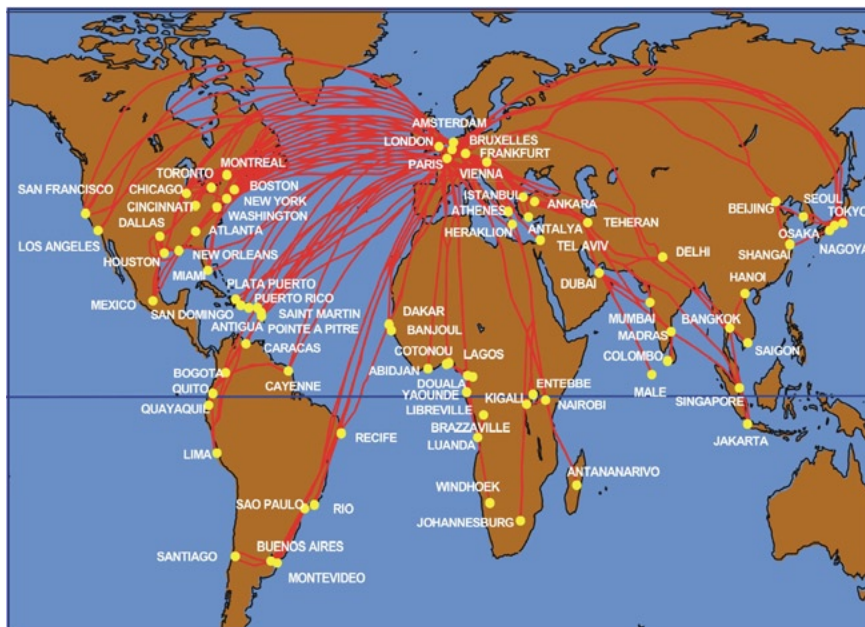 AMSTERDAM
LONDON
BRUXELLES
PARIS
FRANKFURT
VIENNA
TORONTO
MONTREAL
SAN FRANCISCO
CHICAGO
BOSTON
CINCINNATI
NEW YORK
DALLAS
WASHINGTON
LOS ANGELES
ATLANTA
HOUSTON
NEW ORLEANS
MIAMI
ISTANBUL
ANKARA
ATHENES
ANTALYA
HERAKLION
TEL AVIV
TEHERAN
BEIJING
SEOUL
TOKYO
OSAKA
NAGOYA
SHANGAI
DELHI
HANOI
DUBAI
PLATA PUERTO
PUERTO RICO
MEXICO
SAN DOMINGO
SAINT MARTIN
ANTIGUA
POINTE A PITRE
CARACAS
DAKAR
BANJOUL
MUMBAI
BANGKOK
MADRAS
COLOMBO
SAIGON
MALE
SINGAPORE
JAKARTA
BOGOTA
CAYENNE
QUITO
QUAYAQUIL
COTONOU
LAGOS
ABIDJAN
DOUALA
YAOUNDE
LIBREVILLE
KIGALI
ENTEBBE
NAIROBI
BRAZZAVILLE
LUANDA
RECIFE
LIMA
ANTANANARIVO
WINDHOEK
SAO PAULO
RIO
JOHANNESBURG
SANTIAGO
BUENOS AIRES
MONTEVIDEO